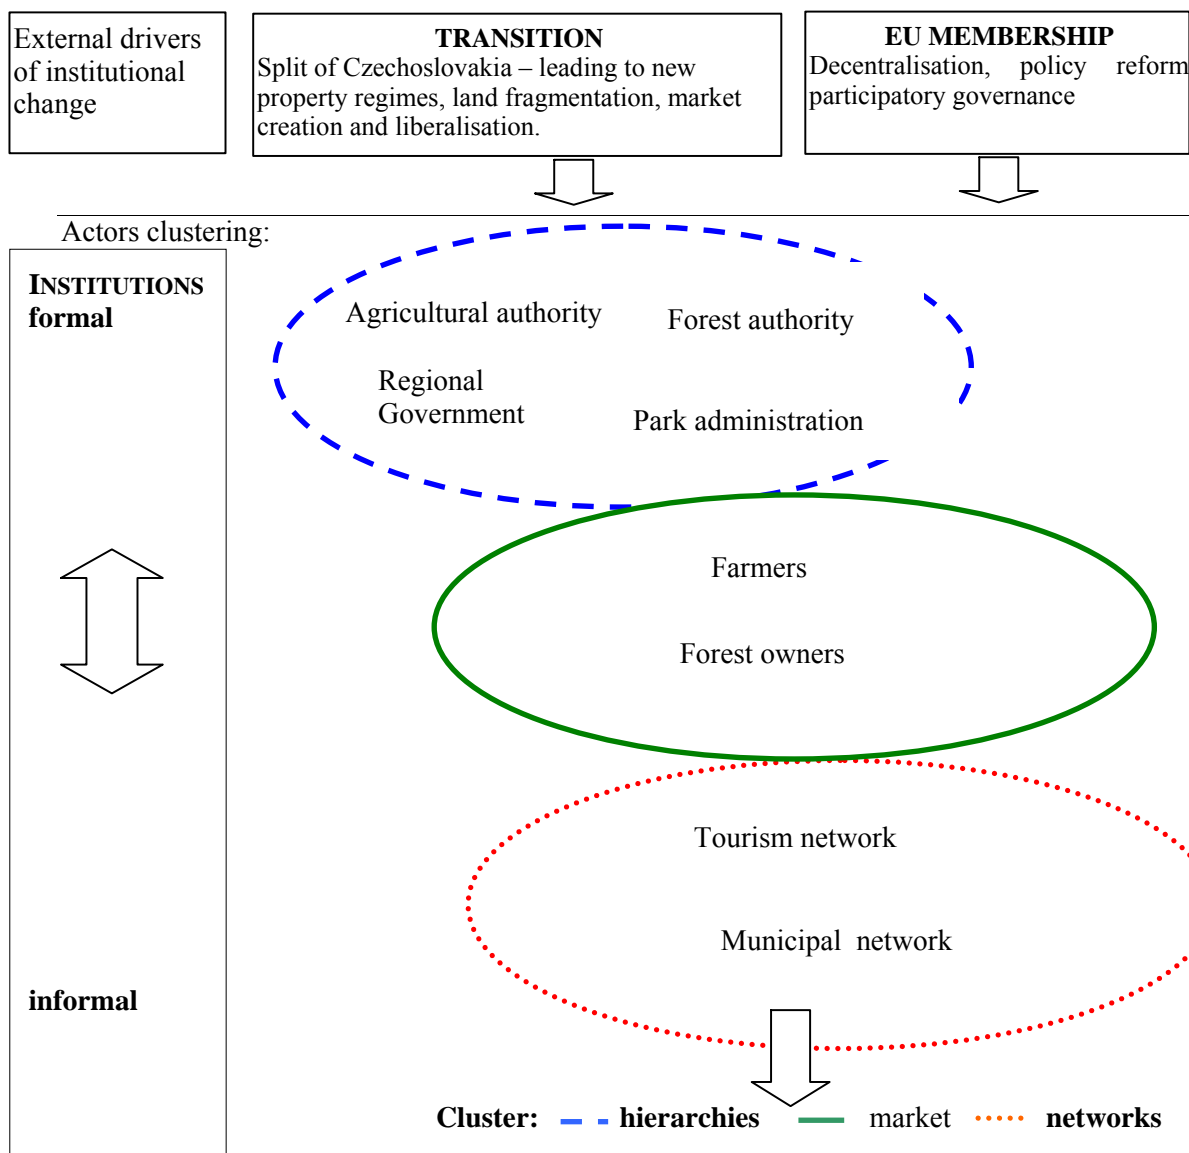 External drivers
of institutional
change
TRANSITION
Split of Czechoslovakia – leading to new
property regimes, land fragmentation, market
creation and liberalisation.
EU MEMBERSHIP
Decentralisation, policy reform
participatory governance
Actors clustering:
INSTITUTIONS
formal
Agricultural authority
Forest authority
Regional
Government
Park administration
Farmers
Forest owners
Tourism network
Municipal network
informal
Cluster: hierarchies market networks